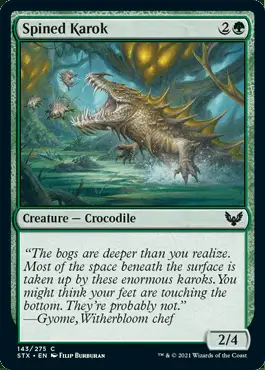 Spined Karok 2
Creature — Crocodile
“The bogs are deeper than you realize.
Most of the space beneath the surface is
taken up by these enormous karoks. You
might think your feet are touching the
bottom. They’re probably not.”
—Gyome, Witherbloom chef
2/4
143/275 C
STX • EN Filip Burburan
™ & © 2021 Wizards of the Coast